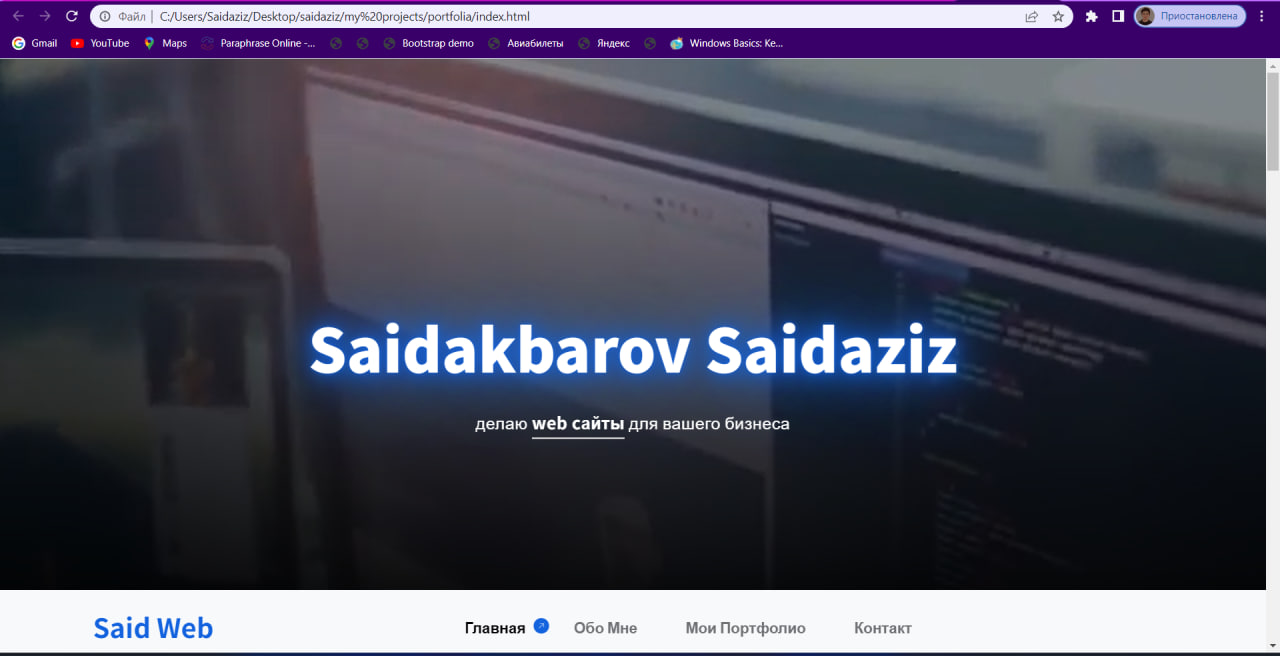 Файл | C:/Users/Saidaziz/Desktop/saidaziz/my%20projects/portfolia/index.html
Приостановлена
Gmail YouTube Maps Paraphrase Online -... Bootstrap demo Авиабилеты Яндекс Windows Basics: Ke...
Saidakbarov Saidaziz
делаю web сайты для вашего бизнеса
Said Web
Главная Обо Мне Мои Портфолио Контакт